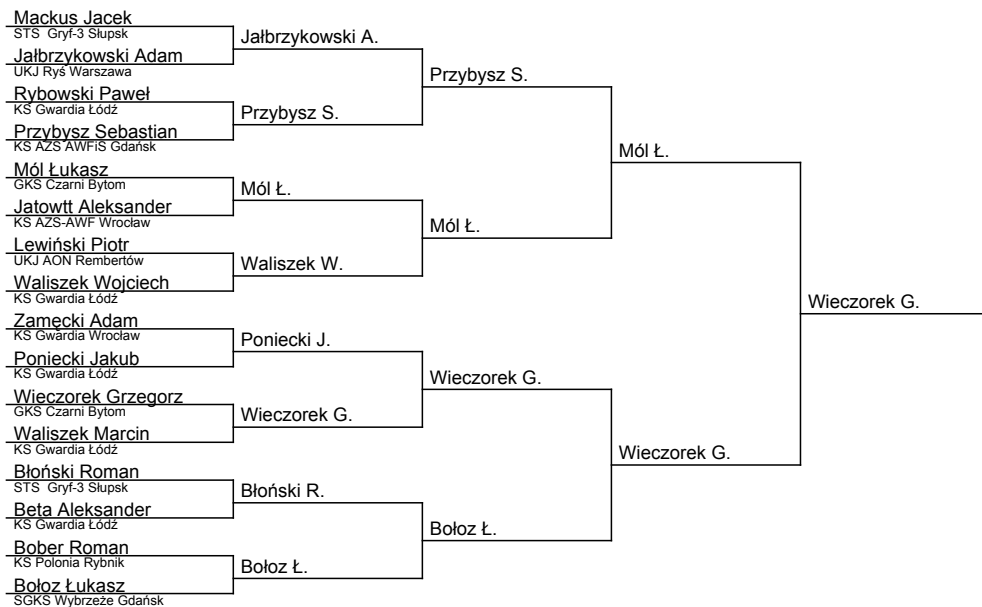 Mackus Jacek
STS  Gryf-3 Słupsk
Jałbrzykowski Adam
UKJ Ryś Warszawa
Rybowski Paweł
KS Gwardia Łódź
Przybysz Sebastian
KS AZS AWFiS Gdańsk
Mól Łukasz
GKS Czarni Bytom
Jatowtt Aleksander
KS AZS-AWF Wrocław
Lewiński Piotr
UKJ AON Rembertów
Waliszek Wojciech
KS Gwardia Łódź
Zamęcki Adam
KS Gwardia Wrocław
Poniecki Jakub
KS Gwardia Łódź
Wieczorek Grzegorz
GKS Czarni Bytom
Waliszek Marcin
KS Gwardia Łódź
Błoński Roman
STS  Gryf-3 Słupsk
Beta Aleksander
KS Gwardia Łódź
Bober Roman
KS Polonia Rybnik
Bołoz Łukasz
SGKS Wybrzeże Gdańsk
Jałbrzykowski A.
Przybysz S.
Mól Ł.
Waliszek W.
Poniecki J.
Wieczorek G.
Błoński R.
Bołoz Ł.
Przybysz S.
Mól Ł.
Wieczorek G.
Bołoz Ł.
Mól Ł.
Wieczorek G.
Wieczorek G.